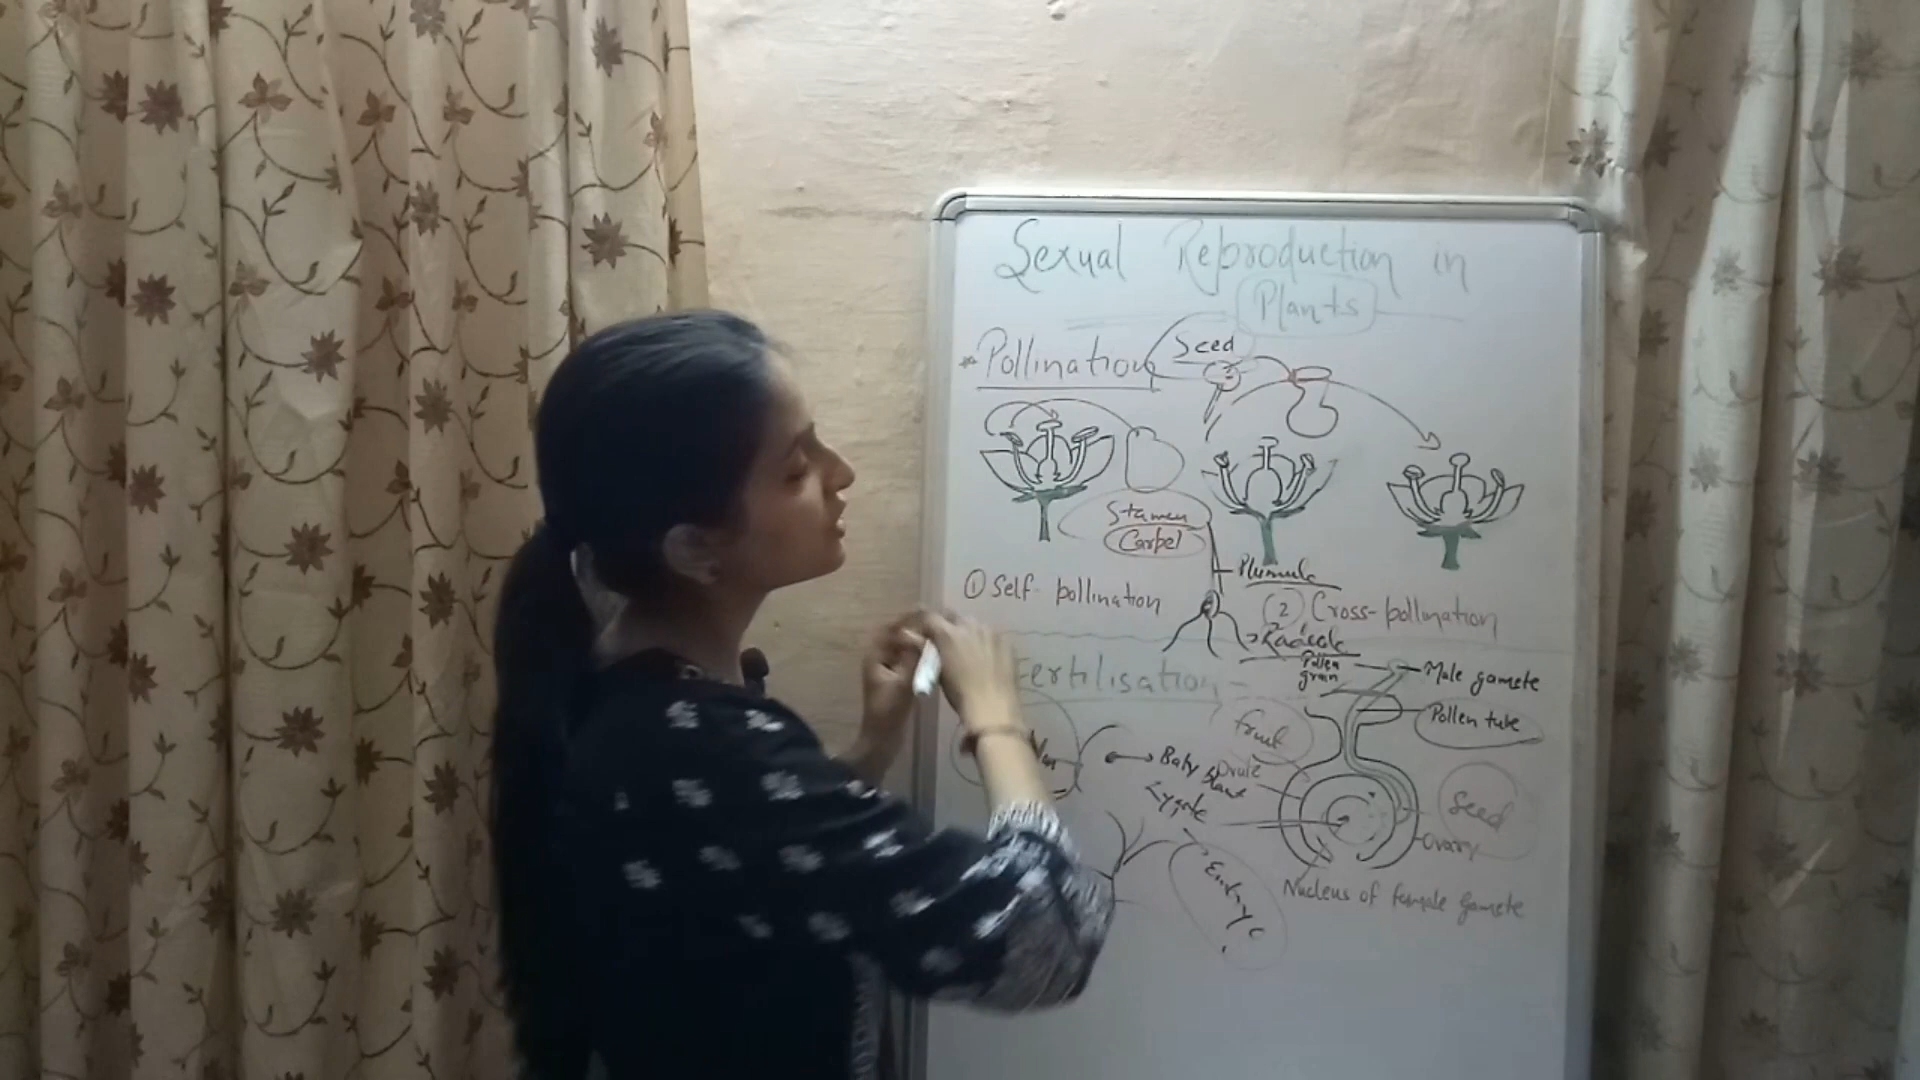 Sexual Reproduction in
Plants
* Pollination
Seed
Stamen
Carpel
Plumule
① Self-pollination
② Cross-pollination
Radicle
Fertilisation
Pollen
grain
Male gamete
Pollen tube
fruit
Baby plant
Ovule
Zygote
Seed
Ovary
Embryo
Nucleus of female gamete